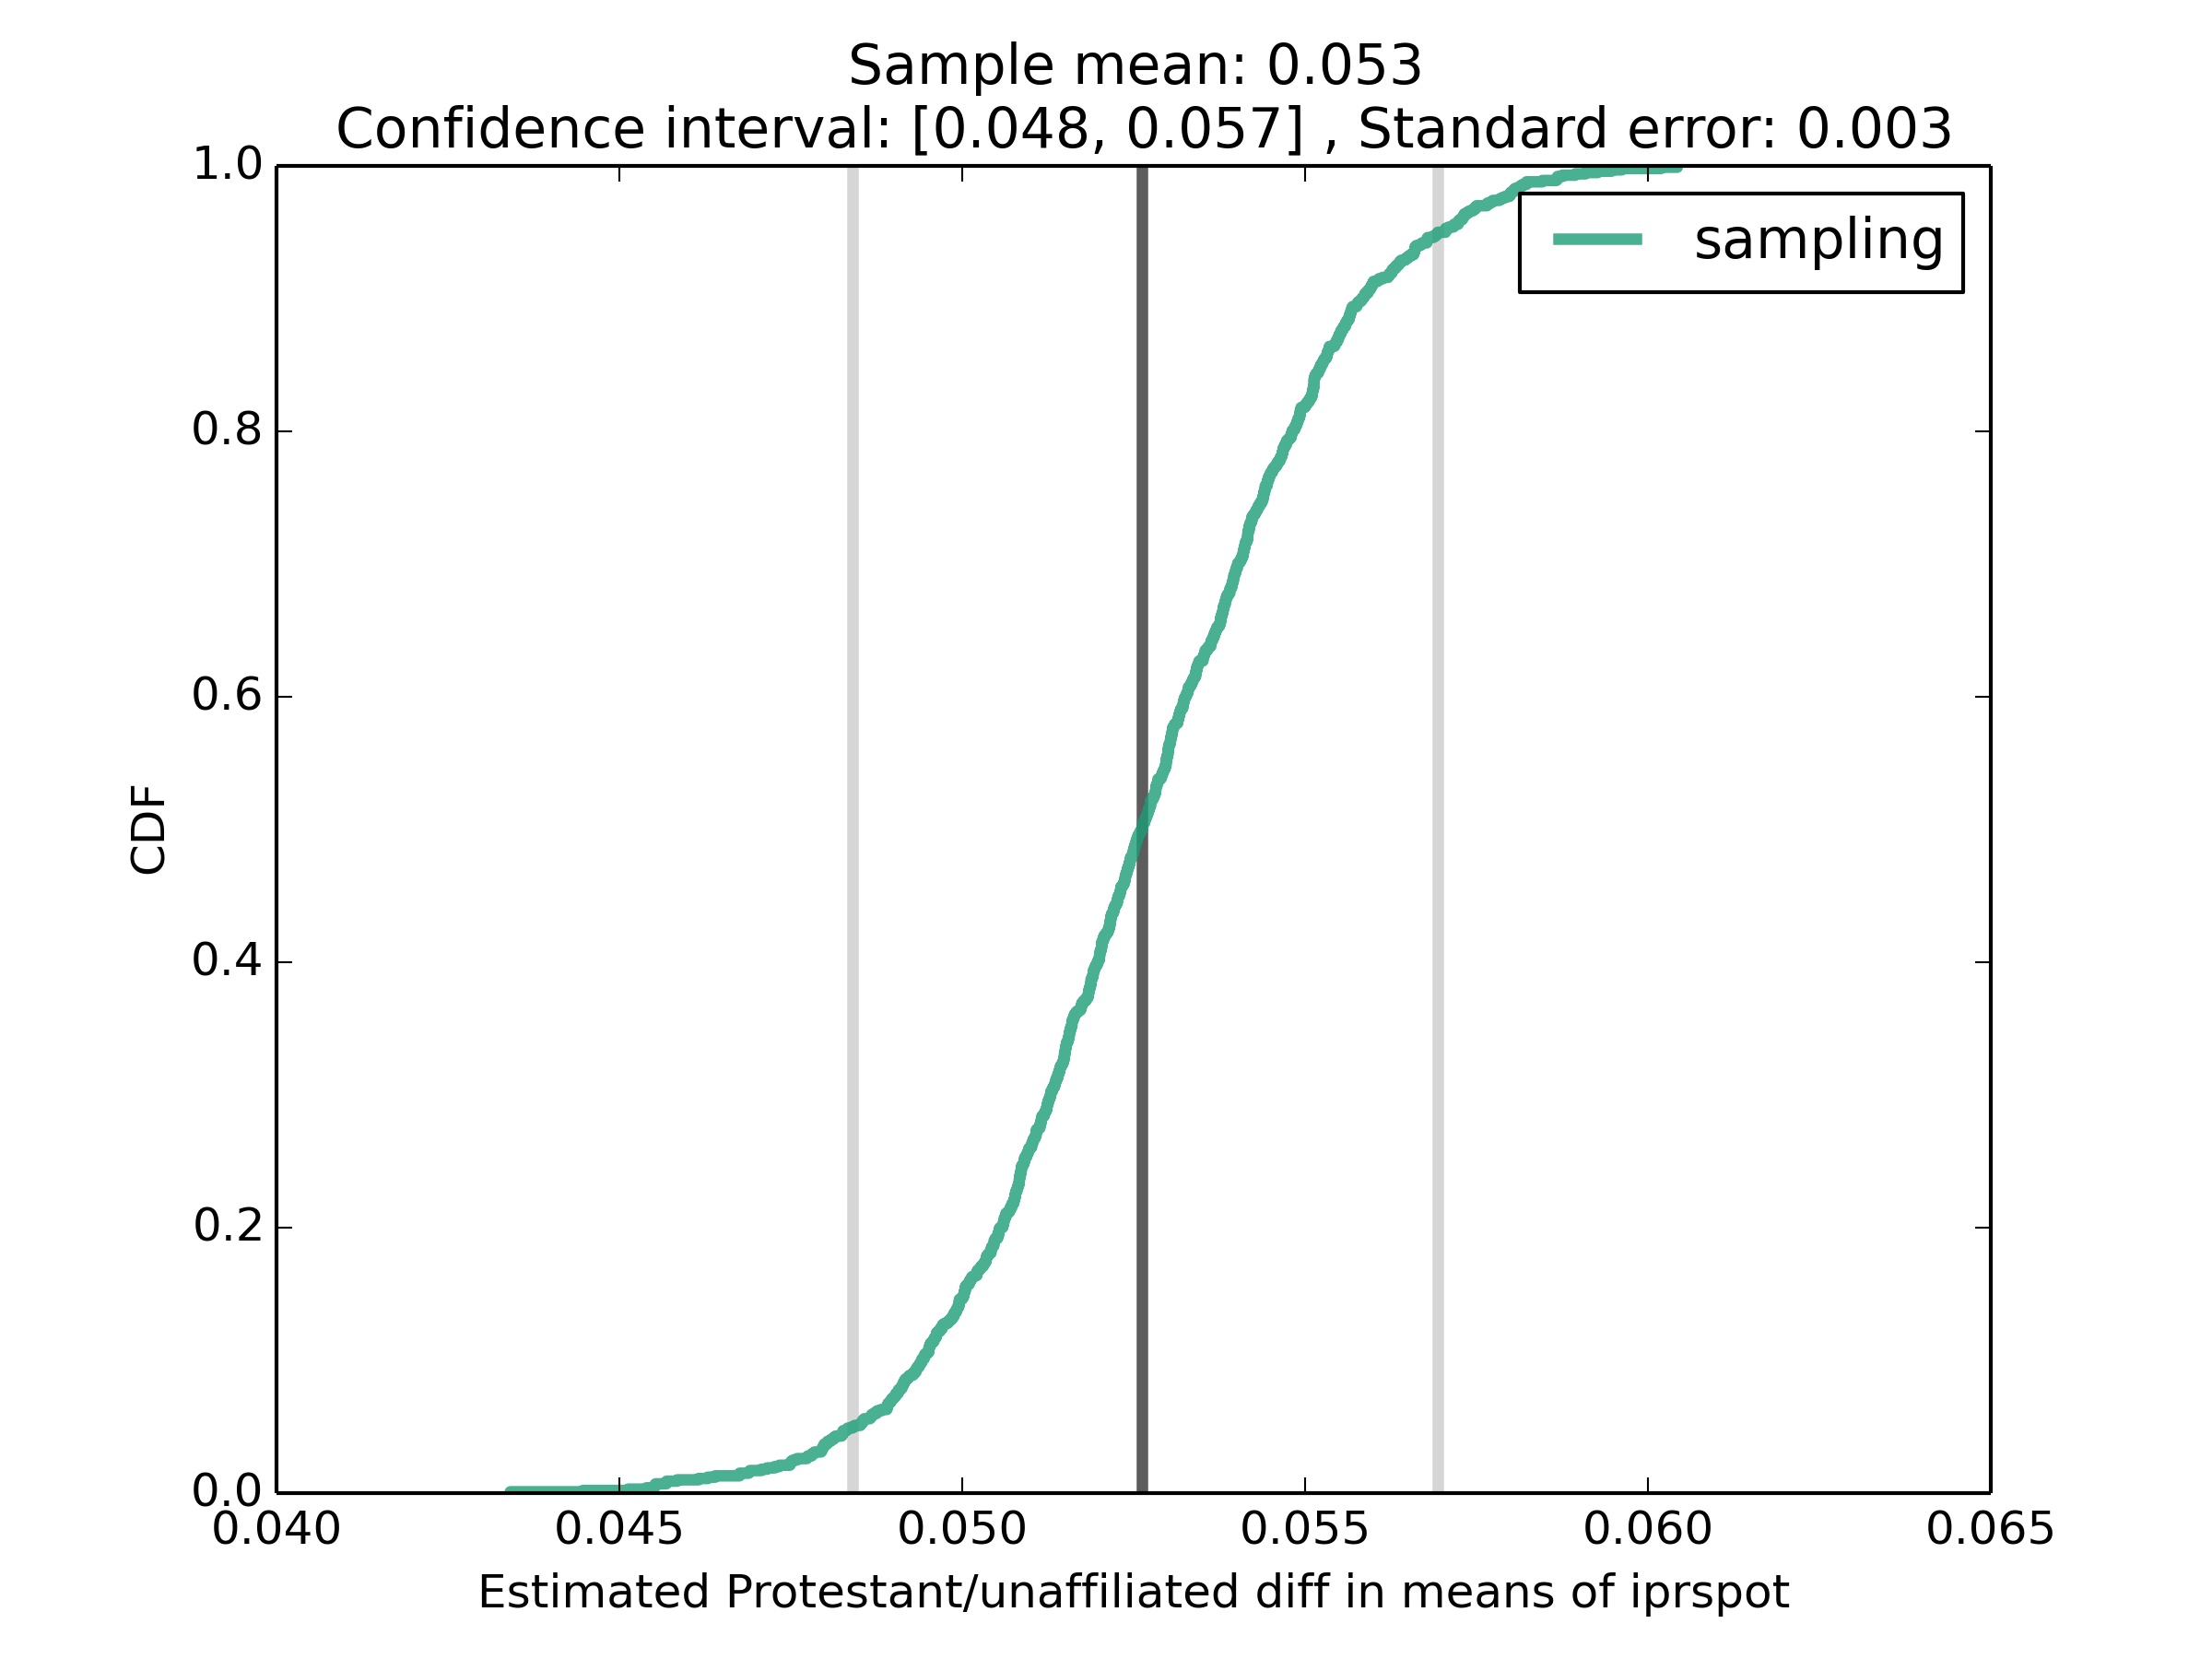 Sample mean: 0.053
Confidence interval: [0.048, 0.057] , Standard error: 0.003
1.0
sampling
0.8
0.6
CDF
0.4
0.2
0.0
0.040 0.045 0.050 0.055 0.060 0.065
Estimated Protestant/unaffiliated diff in means of iprspot